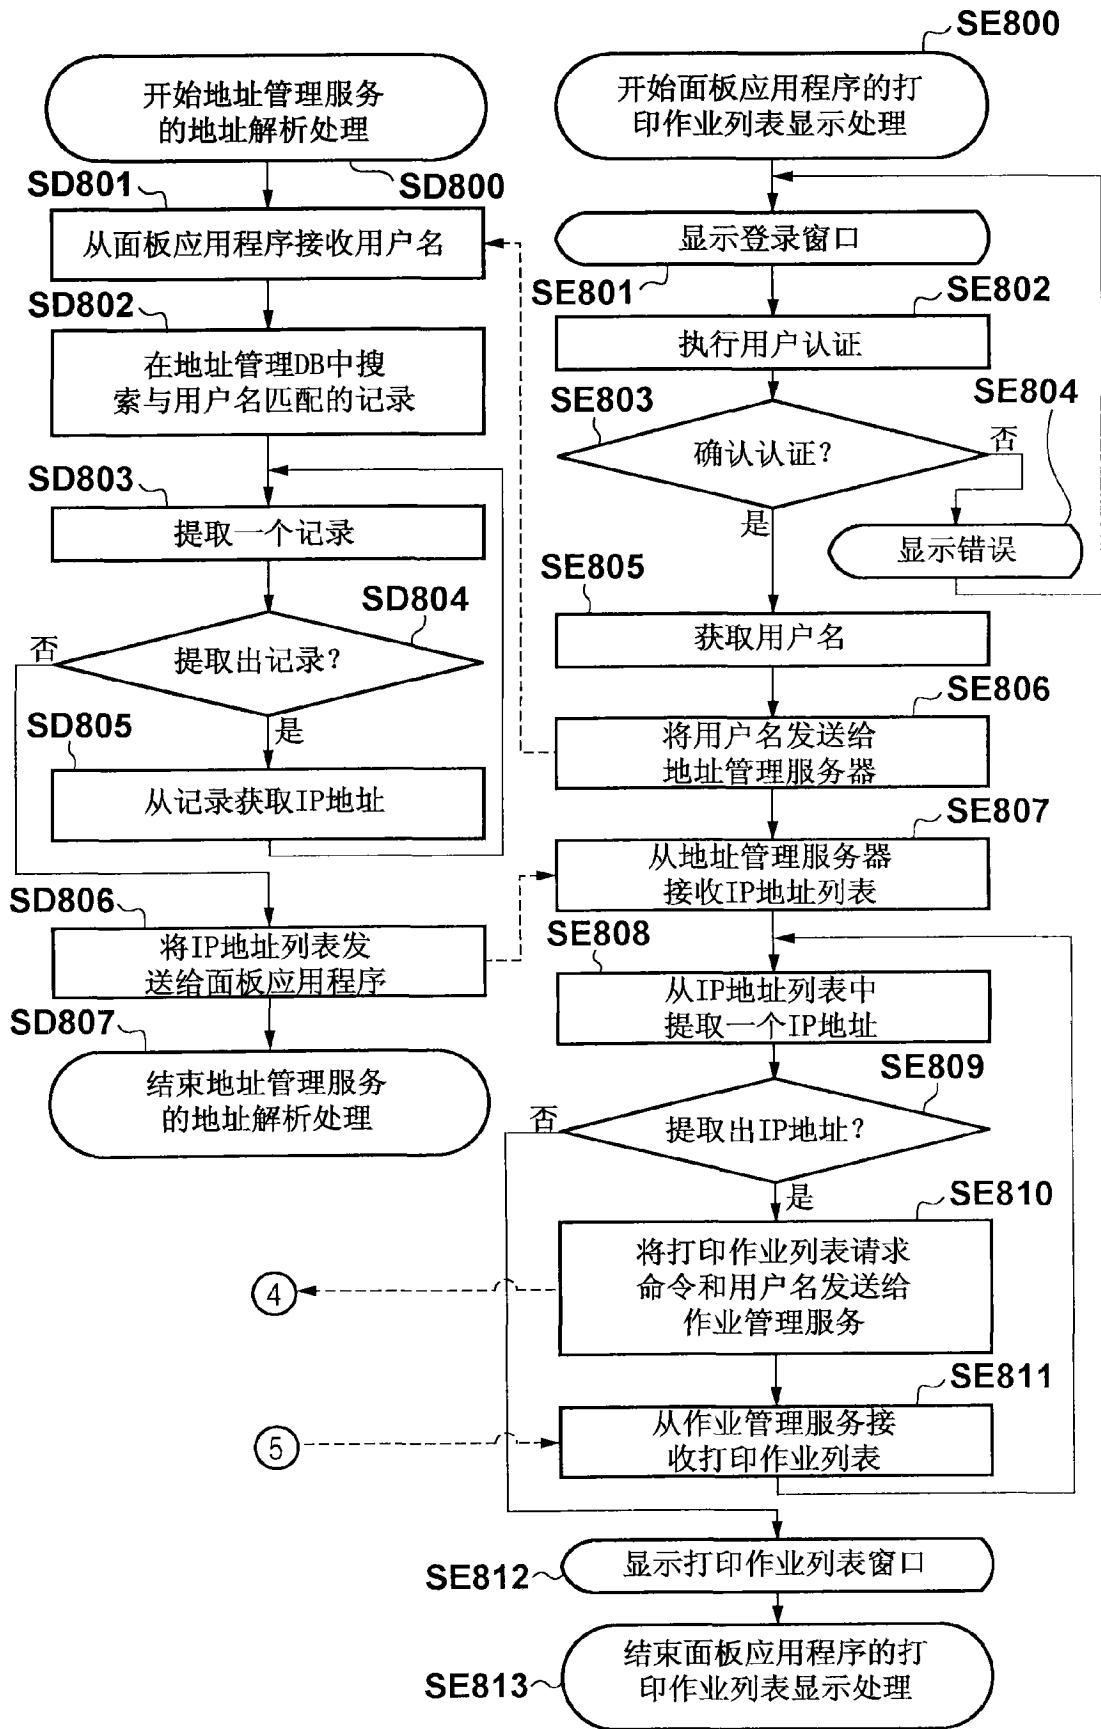 SD800
开始地址管理服务
的地址解析处理
SD801
从面板应用程序接收用户名
SD802
在地址管理DB中搜
索与用户名匹配的记录
SD803
提取一个记录
SD804
提取出记录?
否
是
SD805
从记录获取IP地址
SD806
将IP地址列表发
送给面板应用程序
SD807
结束地址管理服务
的地址解析处理
SE800
开始面板应用程序的打
印作业列表显示处理
显示登录窗口
SE801
SE802
执行用户认证
SE803
确认认证?
否
是
SE804
显示错误
SE805
获取用户名
SE806
将用户名发送给
地址管理服务器
SE807
从地址管理服务器
接收IP地址列表
SE808
从IP地址列表中
提取一个IP地址
SE809
提取出IP地址?
否
是
SE810
将打印作业列表请求
命令和用户名发送给
作业管理服务
4
SE811
从作业管理服务接
收打印作业列表
5
SE812
显示打印作业列表窗口
SE813
结束面板应用程序的打
印作业列表显示处理